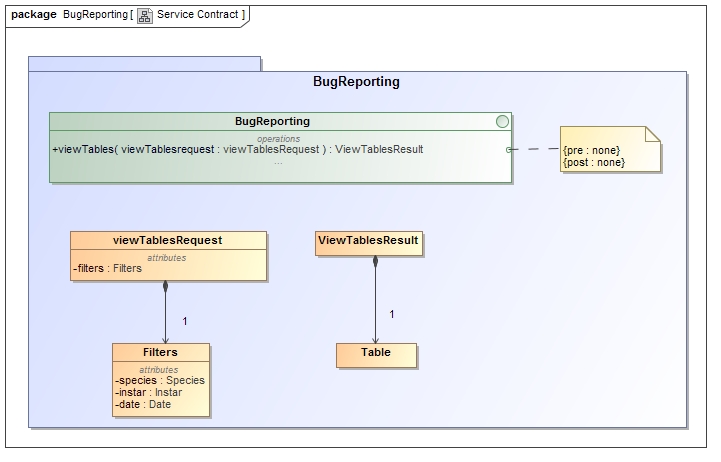 package BugReporting [ Service Contract ]
BugReporting
BugReporting
operations
+viewTables( viewTablesrequest : viewTablesRequest ) : ViewTablesResult
...
{pre : none}
{post : none}
viewTablesRequest
attributes
-filters : Filters
ViewTablesResult
1
1
Filters
attributes
-species : Species
-instar : Instar
-date : Date
Table